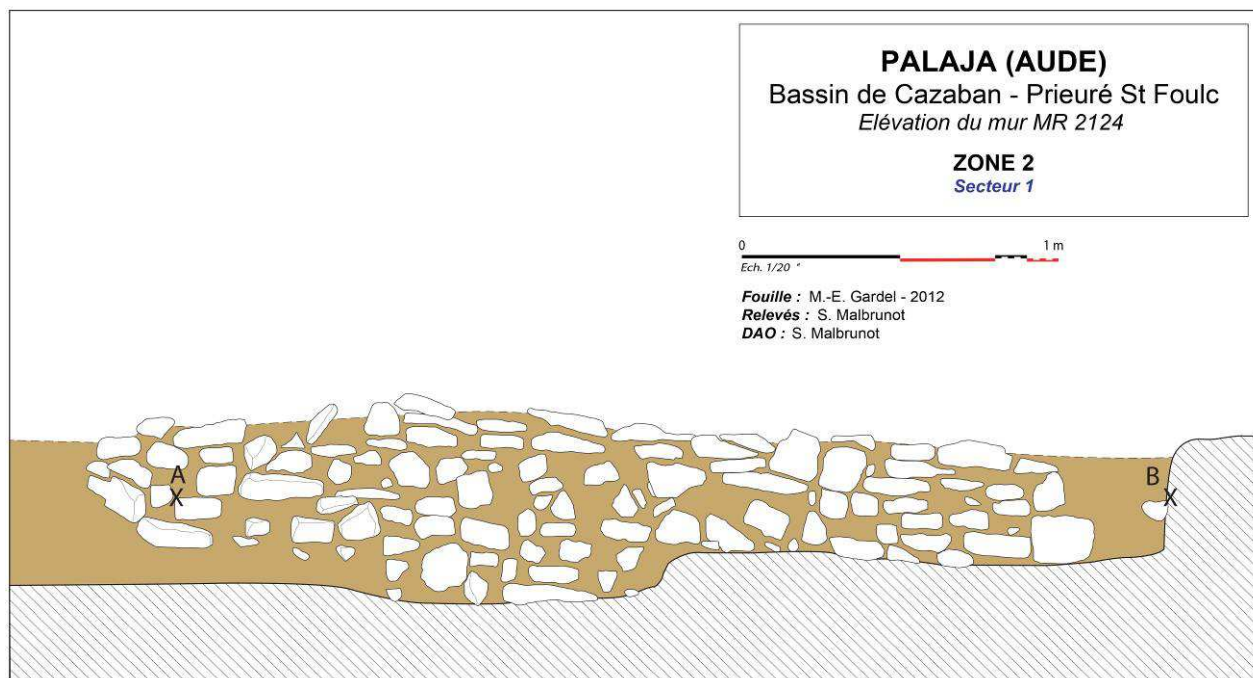 PALAJA (AUDE)
Bassin de Cazaban - Prieuré St Foulc
Elévation du mur MR 2124
ZONE 2
Secteur 1
0 1 m
Ech. 1/20 °
Fouille : M.-E. Gardel - 2012
Relevés : S. Malbrunot
DAO : S. Malbrunot
A
X
B
X